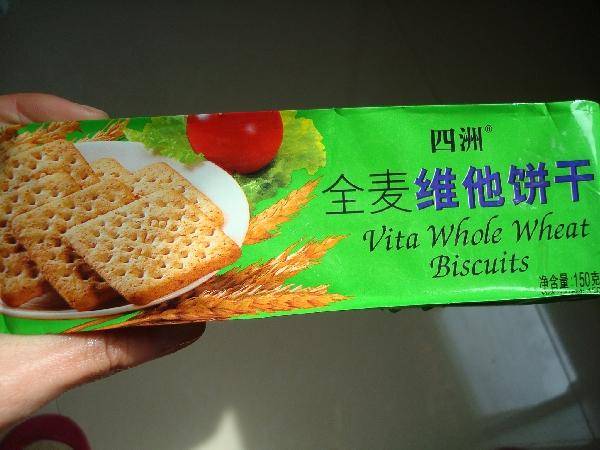 四洲®
全麦维他饼干
Vita Whole Wheat
Biscuits
净含量:150克